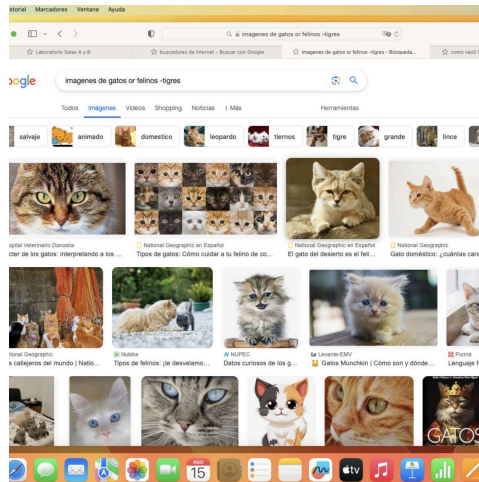 storial Marcadores Ventana Ayuda
imagenes de gatos or felinos -tigres
Laboratorio Salas A y B
buscadores de internet - Buscar con Google
imagenes de gatos or felinos -tigres - Búsqueda...
como
oogle
imagenes de gatos or felinos -tigres
Todos Imágenes Videos Shopping Noticias Más Herramientas
salvaje animado domestico leopardo tiernos tigre grande lince
spital Veterinario Donostia
cter de los gatos: interpretando a los ...
National Geographic en Español
Tipos de gatos: Cómo cuidar a tu felino de co...
National Geographic en Español
El gato del desierto es el feli...
National Geographic
Gato doméstico: ¿cuántas cara
tional Geographic
s callejeros del mundo | Natio...
Nubika
Tipos de felinos: ¡te desvelamo...
NUPEC
Datos curiosos de los g...
Levante-EMV
Gatos Munchkin | Cómo son y dónde...
Purina
Lenguaje f
GATOS
AGO
15
tv